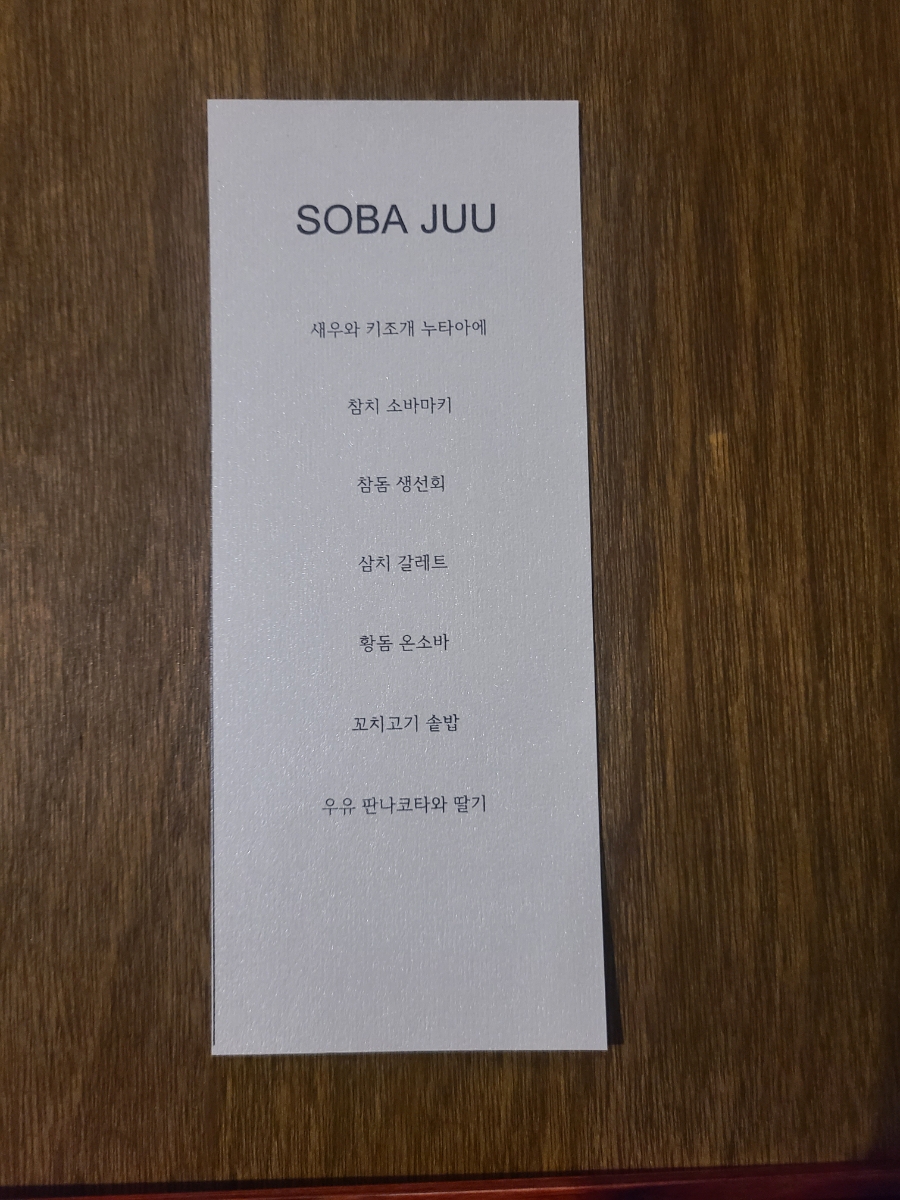 SOBA JUU
새우와 키조개 누타아에
참치 소바마키
참돔 생선회
삼치 갈레트
황돔 온소바
꼬치고기 솥밥
우유 판나코타와 딸기